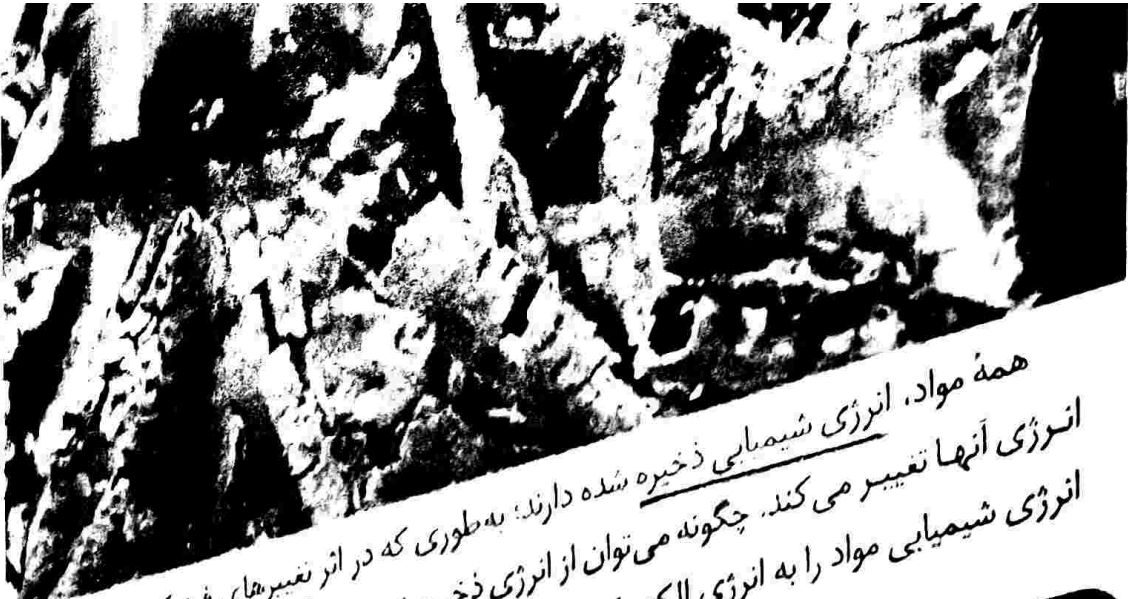 همهٔ مواد، انرژی شیمیایی ذخیره شده دارند؛ به‌طوری که در اثر تغییرهای
انرژی آنها تغییر می‌کند. چگونه می‌توان از انرژی
انرژی شیمیایی مواد را به انرژی